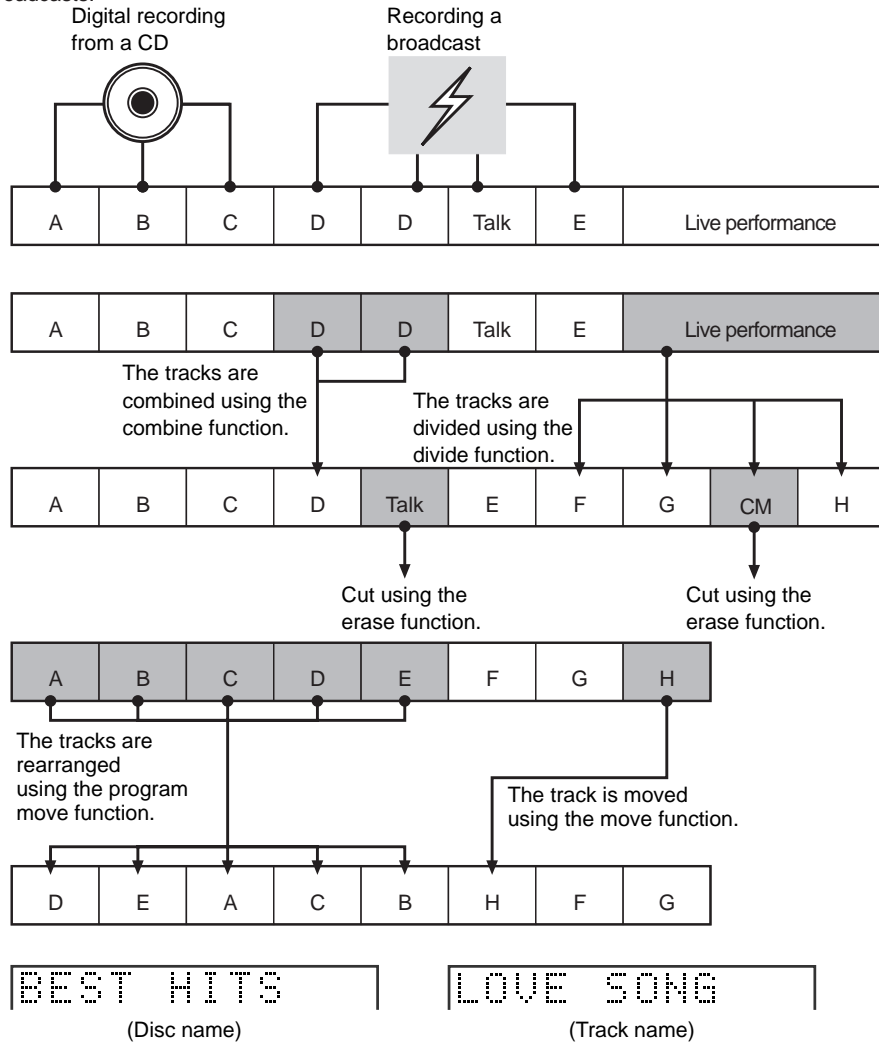 Digital recording
from a CD
Recording a
broadcast
A B C D D Talk E Live performance
A B C D D Talk E Live performance
The tracks are
combined using the
combine function.
The tracks are
divided using the
divide function.
A B C D Talk E F G CM H
Cut using the
erase function.
Cut using the
erase function.
A B C D E F G H
The tracks are
rearranged
using the program
move function.
The track is moved
using the move function.
D E A C B H F G
BEST HITS
LOVE SONG
(Disc name)
(Track name)